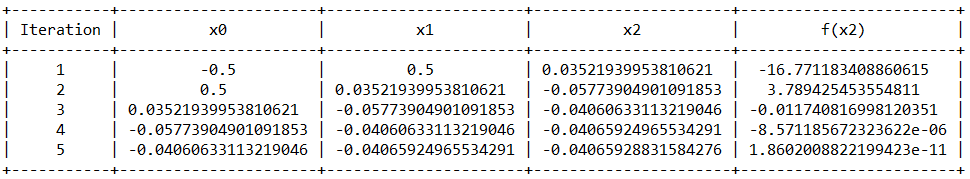 +-----------+----------------------+----------------------+----------------------+------------------------+
| Iteration | x0 | x1 | x2 | f(x2) |
+-----------+----------------------+----------------------+----------------------+------------------------+
| 1 | -0.5 | 0.5 | 0.03521939953810621 | -16.771183408860615 |
| 2 | 0.5 | 0.03521939953810621 | -0.05773904901091853 | 3.789425453554811 |
| 3 | 0.03521939953810621 | -0.05773904901091853 | -0.04060633113219046 | -0.011740816998120351 |
| 4 | -0.05773904901091853 | -0.04060633113219046 | -0.04065924965534291 | -8.571185672323622e-06 |
| 5 | -0.04060633113219046 | -0.04065924965534291 | -0.04065928831584276 | 1.8602008822199423e-11 |
+-----------+----------------------+----------------------+----------------------+------------------------+